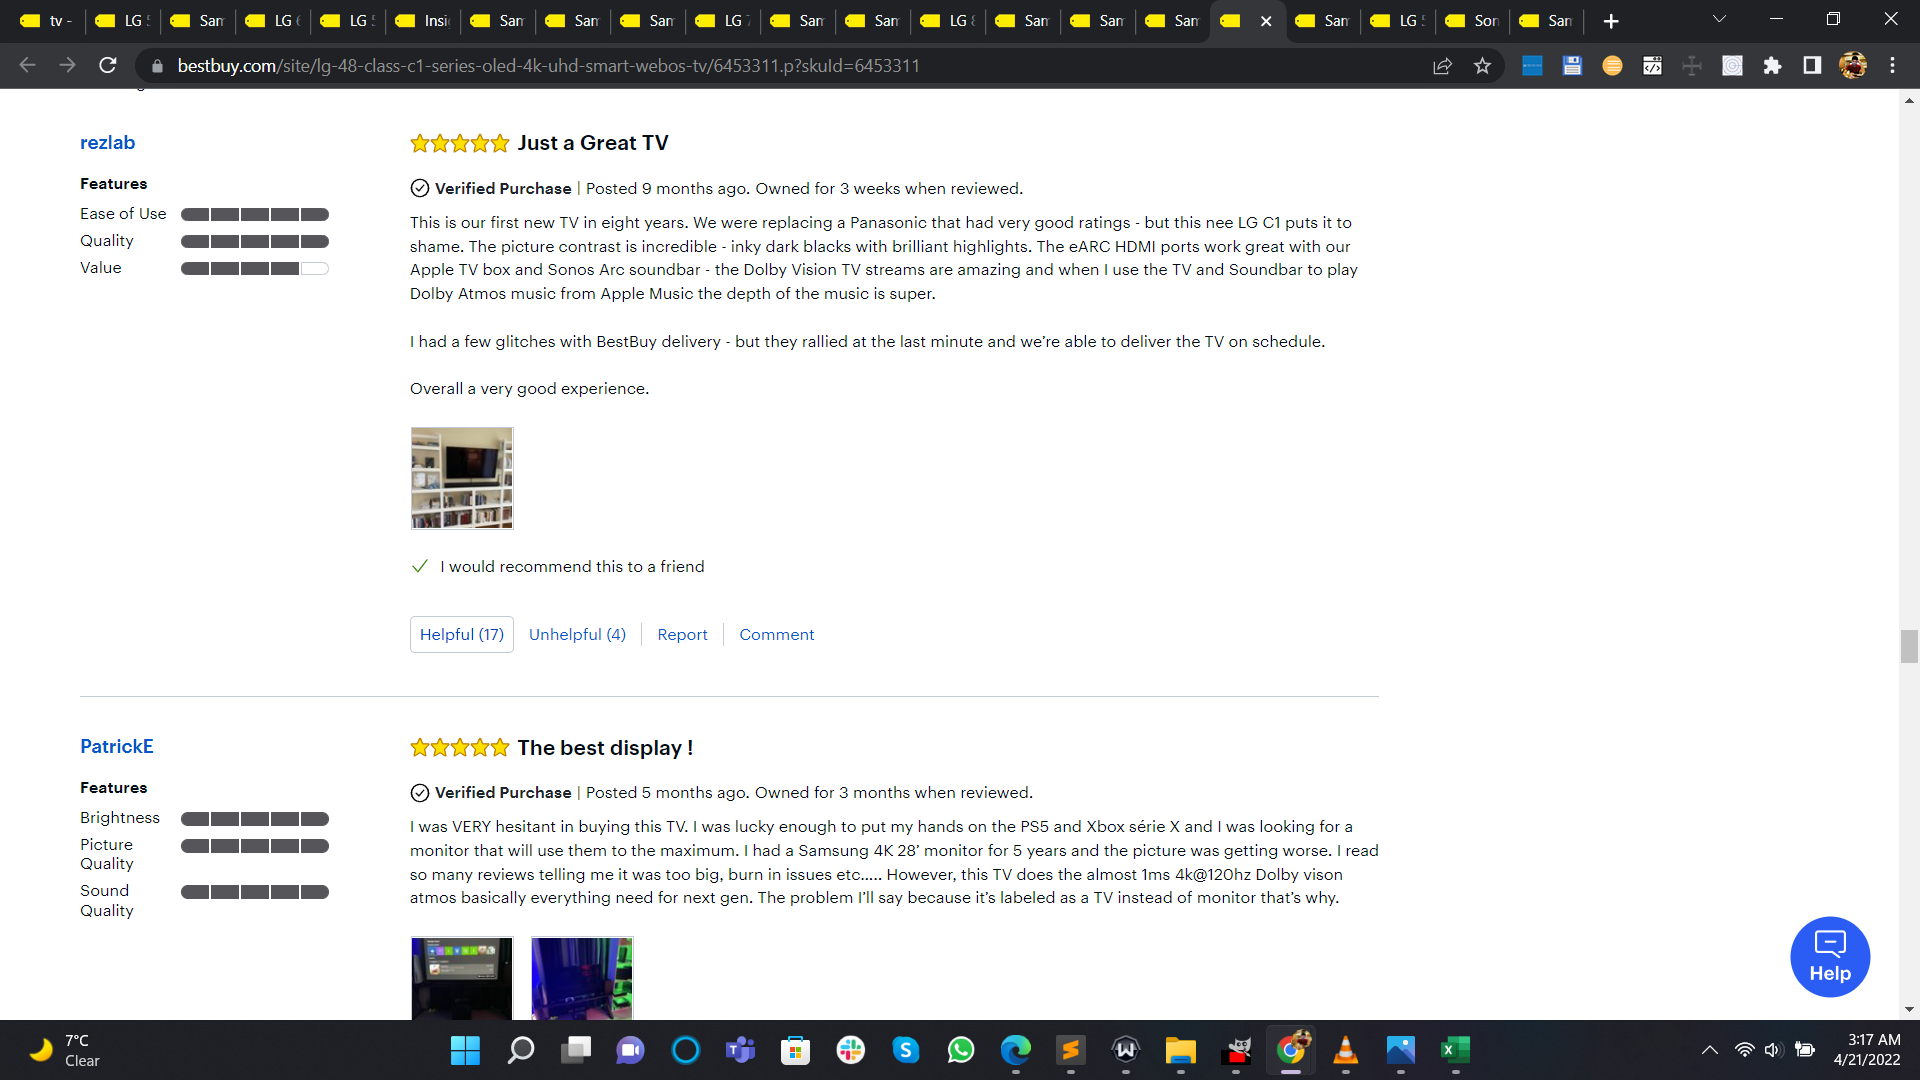 tv -
LG 5
Sam
LG 6
LG 5
Insi
Sam
Sam
Sam
LG 7
Sam
Sam
LG 8
Sam
Sam
Sam
Sam
LG 5
Son
Sam
bestbuy.com/site/lg-48-class-c1-series-oled-4k-uhd-smart-webos-tv/6453311.p?skuId=6453311
rezlab
Just a Great TV
Features
Verified Purchase | Posted 9 months ago. Owned for 3 weeks when reviewed.
Ease of Use
Quality
Value
This is our first new TV in eight years. We were replacing a Panasonic that had very good ratings - but this nee LG C1 puts it to
shame. The picture contrast is incredible - inky dark blacks with brilliant highlights. The eARC HDMI ports work great with our
Apple TV box and Sonos Arc soundbar - the Dolby Vision TV streams are amazing and when I use the TV and Soundbar to play
Dolby Atmos music from Apple Music the depth of the music is super.
I had a few glitches with BestBuy delivery - but they rallied at the last minute and we're able to deliver the TV on schedule.
Overall a very good experience.
I would recommend this to a friend
Helpful (17)
Unhelpful (4)
Report
Comment
PatrickE
The best display !
Features
Verified Purchase | Posted 5 months ago. Owned for 3 months when reviewed.
Brightness
Picture
Quality
Sound
Quality
I was VERY hesitant in buying this TV. I was lucky enough to put my hands on the PS5 and Xbox série X and I was looking for a
monitor that will use them to the maximum. I had a Samsung 4K 28’ monitor for 5 years and the picture was getting worse. I read
so many reviews telling me it was too big, burn in issues etc..... However, this TV does the almost 1ms 4k@120hz Dolby vison
atmos basically everything need for next gen. The problem I’ll say because it’s labeled as a TV instead of monitor that’s why.
Help
7°C
Clear
3:17 AM
4/21/2022